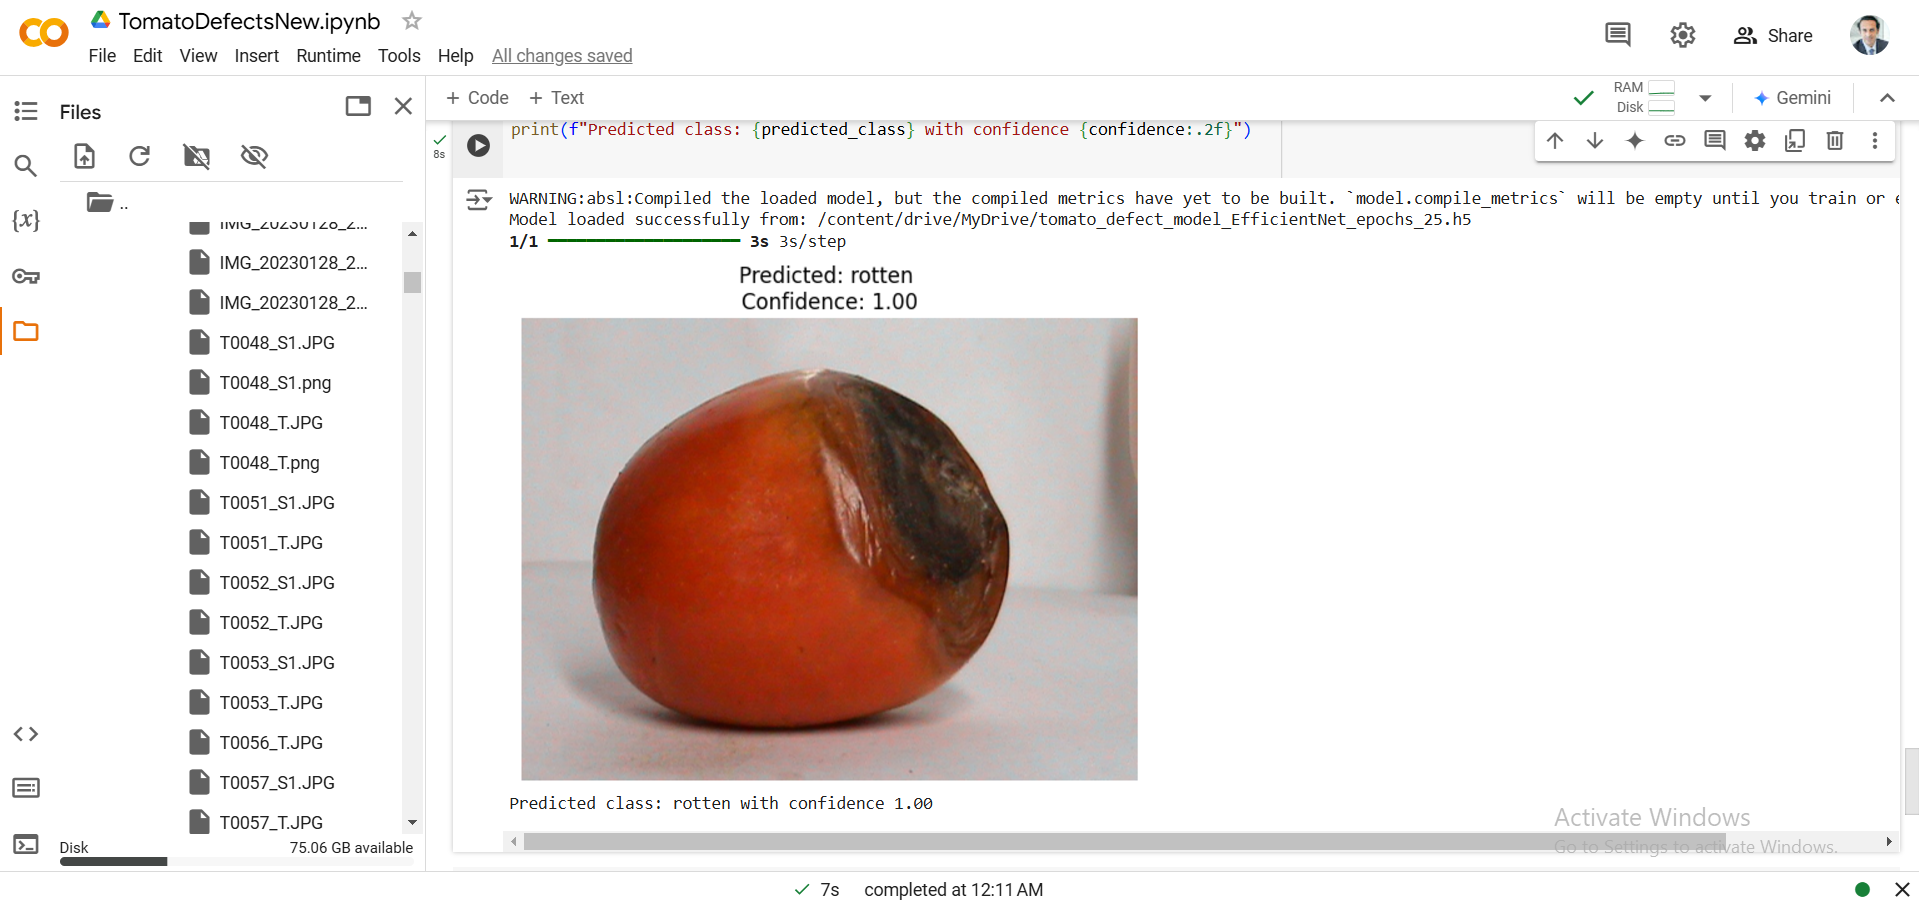 TomatoDefectsNew.ipynb
File Edit View Insert Runtime Tools Help All changes saved
Share
Files
+ Code + Text
RAM
Disk
Gemini
..
IMG_20230128_2...
IMG_20230128_2...
IMG_20230128_2...
T0048_S1.JPG
T0048_S1.png
T0048_T.JPG
T0048_T.png
T0051_S1.JPG
T0051_T.JPG
T0052_S1.JPG
T0052_T.JPG
T0053_S1.JPG
T0053_T.JPG
T0056_T.JPG
T0057_S1.JPG
T0057_T.JPG
Disk 75.06 GB available
{x}
8s
print(f"Predicted class: {predicted_class} with confidence {confidence:.2f}")
WARNING:absl:Compiled the loaded model, but the compiled metrics have yet to be built. `model.compile_metrics` will be empty until you train or e
Model loaded successfully from: /content/drive/MyDrive/tomato_defect_model_EfficientNet_epochs_25.h5
1/1 3s 3s/step
Predicted: rotten
Confidence: 1.00
Predicted class: rotten with confidence 1.00
Activate Windows
Go to Settings to activate Windows.
7s completed at 12:11 AM